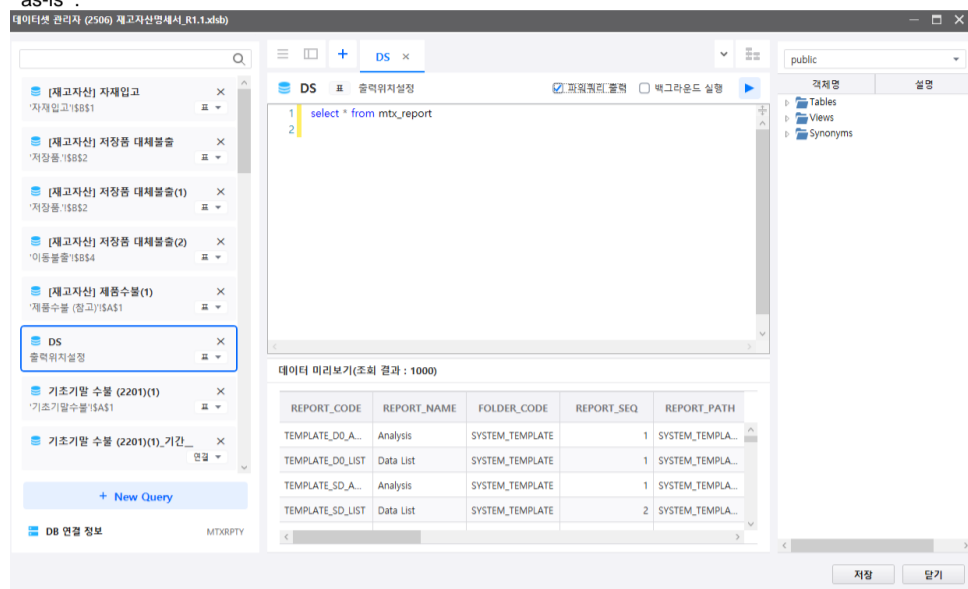 "as-is".
데이터셋 관리자 (2506) 재고자산명세서_R1.1.xlsb)
[재고자산] 자재입고
'자재입고'!$B$1
표
[재고자산] 저장품 대체불출
'저장품.'!$B$2
표
[재고자산] 저장품 대체불출(1)
'저장품.'!$B$2
표
[재고자산] 저장품 대체불출(2)
'이동불출'!$B$4
표
[재고자산] 제품수불(1)
'제품수불 (참고)'!$A$1
표
DS
출력위치설정
표
기초기말 수불 (2201)(1)
'기초기말수불'!$A$1
표
기초기말 수불 (2201)(1)_기간__
연결
+ New Query
DB 연결 정보 MTXRPTY
DS
DS 표 출력위치설정 파워쿼리 출력 백그라운드 실행
1 select * from mtx_report
2
데이터 미리보기(조회 결과 : 1000)
REPORT_CODE REPORT_NAME FOLDER_CODE REPORT_SEQ REPORT_PATH
TEMPLATE_D0_A... Analysis SYSTEM_TEMPLATE 1 SYSTEM_TEMPLA...
TEMPLATE_D0_LIST Data List SYSTEM_TEMPLATE 1 SYSTEM_TEMPLA...
TEMPLATE_SD_A... Analysis SYSTEM_TEMPLATE 1 SYSTEM_TEMPLA...
TEMPLATE_SD_LIST Data List SYSTEM_TEMPLATE 2 SYSTEM_TEMPLA...
public
객체명 설명
Tables
Views
Synonyms
저장 닫기